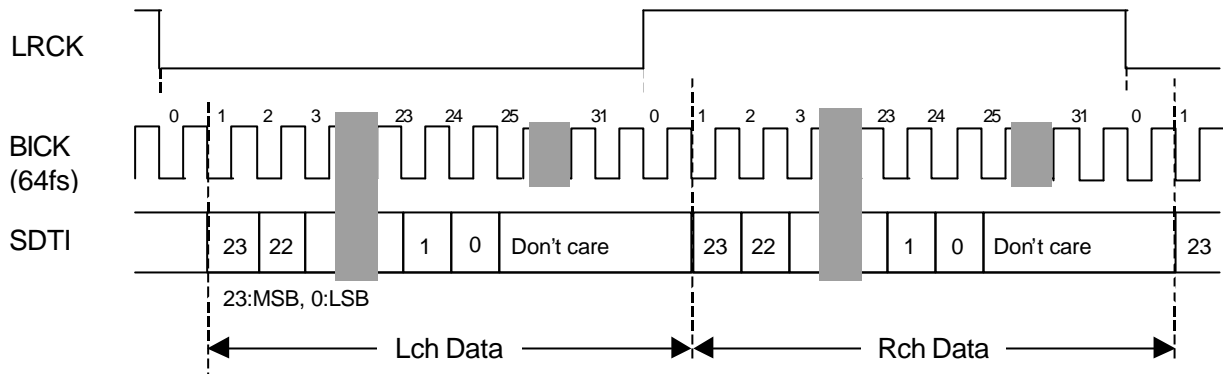 LRCK
0 1 2 3 23 24 25 31 0 1 2 3 23 24 25 31 0 1
BICK
(64fs)
SDTI 23 22 1 0 Don't care 23 22 1 0 Don't care 23
23:MSB, 0:LSB
Lch Data Rch Data